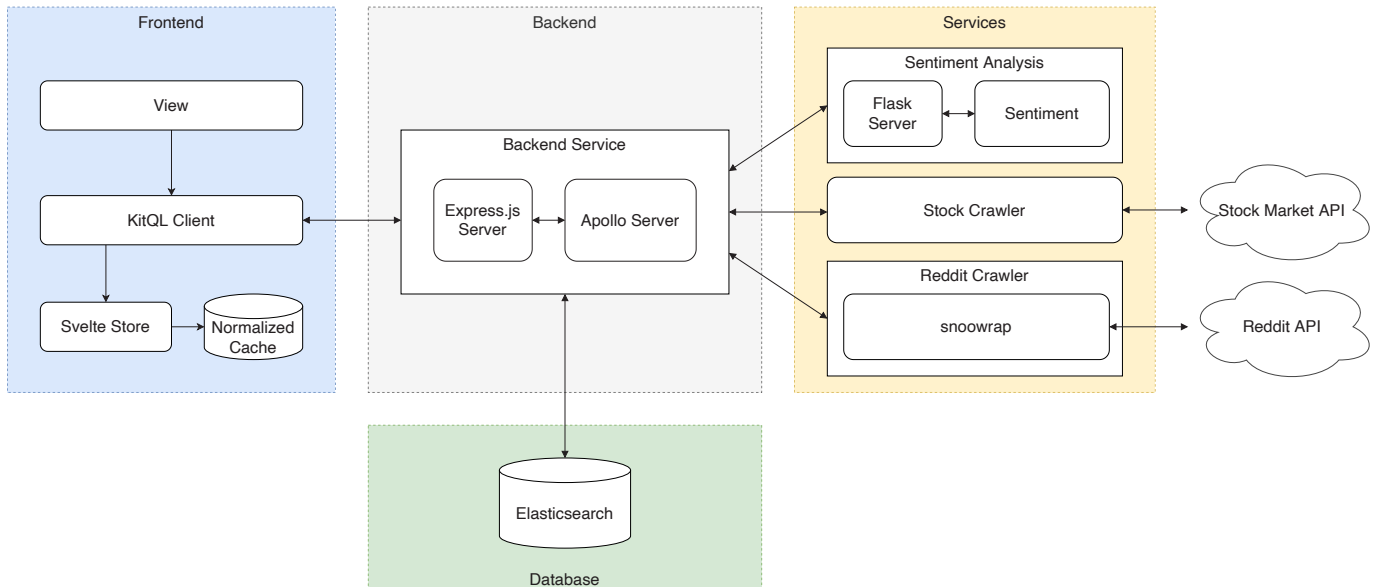 Frontend
View
KitQL Client
Svelte Store
Normalized
Cache
Backend
Backend Service
Express.js
Server
Apollo Server
Services
Sentiment Analysis
Flask
Server
Sentiment
Stock Crawler
Reddit Crawler
snoowrap
Stock Market API
Reddit API
Elasticsearch
Database